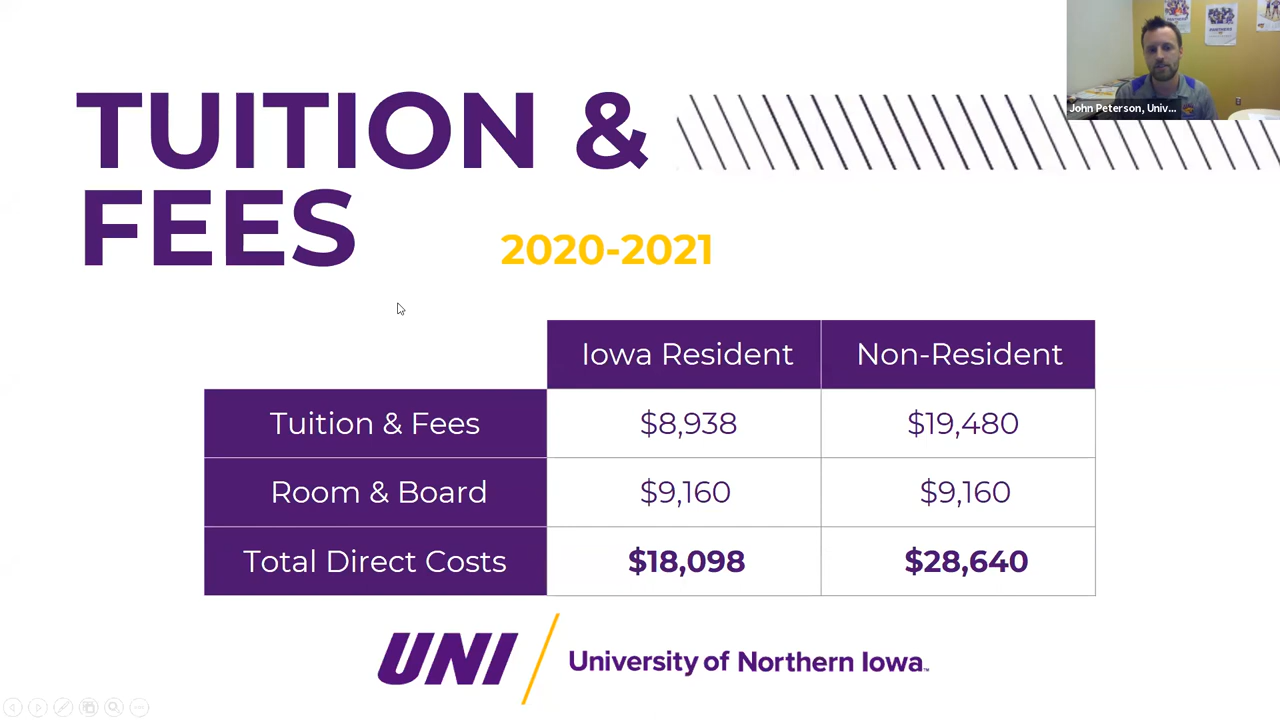 TUITION &
FEES
2020-2021
John Peterson, Univ...
Iowa Resident Non-Resident
Tuition & Fees $8,938 $19,480
Room & Board $9,160 $9,160
Total Direct Costs $18,098 $28,640
UNI University of Northern Iowa™